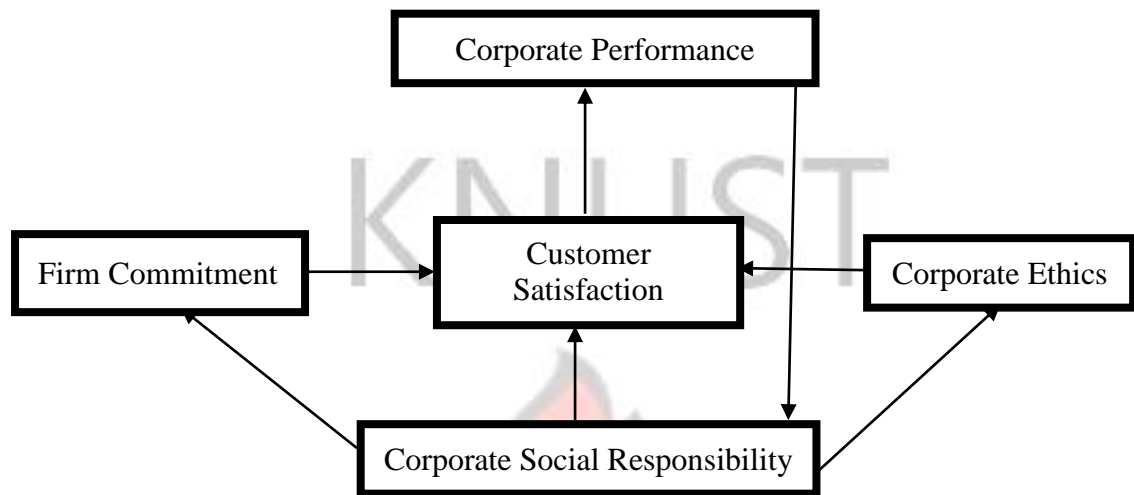 Corporate Performance
KNUST
Firm Commitment
Customer
Satisfaction
Corporate Ethics
Corporate Social Responsibility